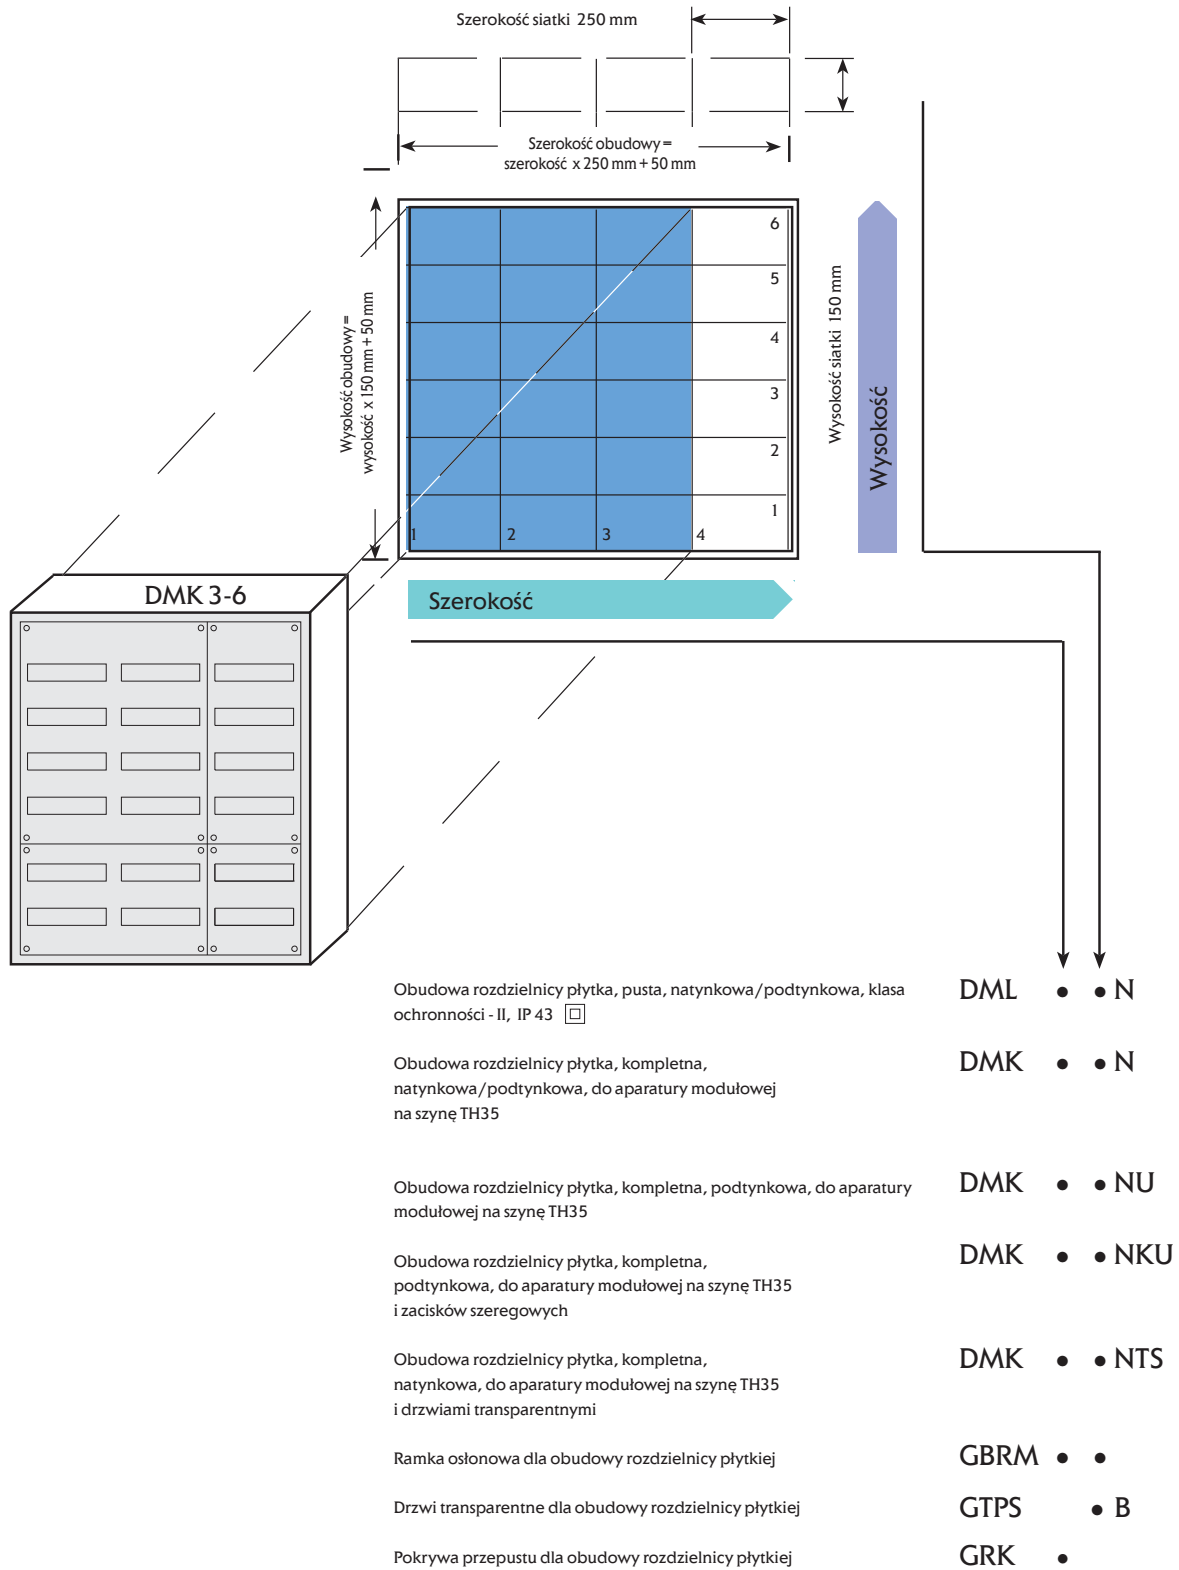 Szerokość siatki 250 mm
Szerokość obudowy =
szerokość x 250 mm + 50 mm
Wysokość obudowy =
wysokość x 150 mm + 50 mm
6
5
4
3
2
1
1 2 3 4
Wysokość siatki 150 mm
Wysokość
Szerokość
DMK 3-6
Obudowa rozdzielnicy płytka, pusta, natynkowa/podtynkowa, klasa
ochronności - II, IP 43
DML • • N
Obudowa rozdzielnicy płytka, kompletna,
natynkowa/podtynkowa, do aparatury modułowej
na szynę TH35
DMK • • N
Obudowa rozdzielnicy płytka, kompletna, podtynkowa, do aparatury
modułowej na szynę TH35
DMK • • NU
Obudowa rozdzielnicy płytka, kompletna,
podtynkowa, do aparatury modułowej na szynę TH35
i zacisków szeregowych
DMK • • NKU
Obudowa rozdzielnicy płytka, kompletna,
natynkowa, do aparatury modułowej na szynę TH35
i drzwiami transparentnymi
DMK • • NTS
Ramka osłonowa dla obudowy rozdzielnicy płytkiej
GBRM • •
Drzwi transparentne dla obudowy rozdzielnicy płytkiej
GTPS • B
Pokrywa przepustu dla obudowy rozdzielnicy płytkiej
GRK •